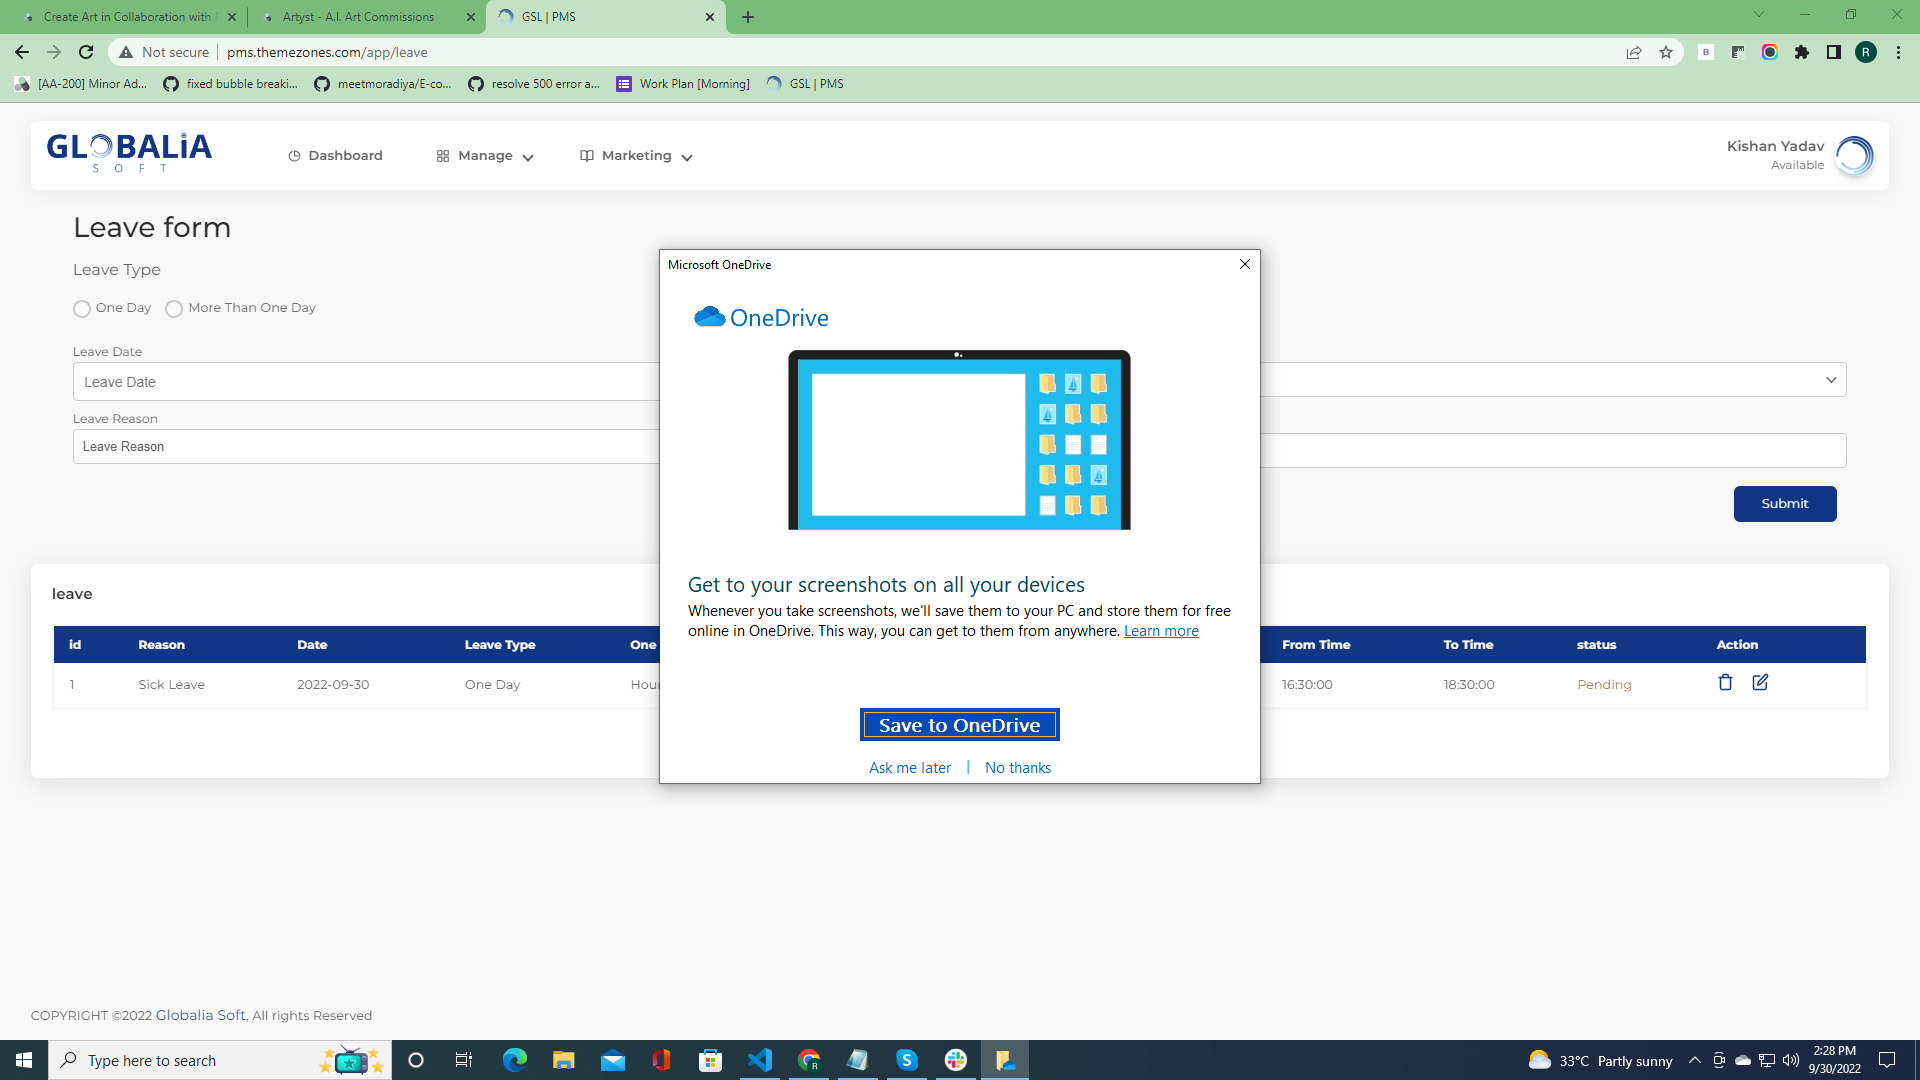 Create Art in Collaboration with
Artyst - A.I. Art Commissions
GSL | PMS
Not secure
pms.themezones.com/app/leave
B
R
[AA-200] Minor Ad...
fixed bubble breaki...
meetmoradiya/E-co...
resolve 500 error a...
Work Plan [Morning]
GSL | PMS
GLOBALiA
SOFT
Dashboard
Manage
Marketing
Kishan Yadav
Available
Leave form
Leave Type
One Day
More Than One Day
Leave Date
Leave Date
Leave Reason
Leave Reason
Submit
Microsoft OneDrive
OneDrive
Get to your screenshots on all your devices
Whenever you take screenshots, we'll save them to your PC and store them for free
online in OneDrive. This way, you can get to them from anywhere. Learn more
Save to OneDrive
Ask me later | No thanks
leave
id Reason Date Leave Type One From Time To Time status Action
1 Sick Leave 2022-09-30 One Day Hour 16:30:00 18:30:00 Pending
COPYRIGHT ©2022 Globalia Soft, All rights Reserved
Type here to search
R
S
33°C Partly sunny
2:28 PM
9/30/2022